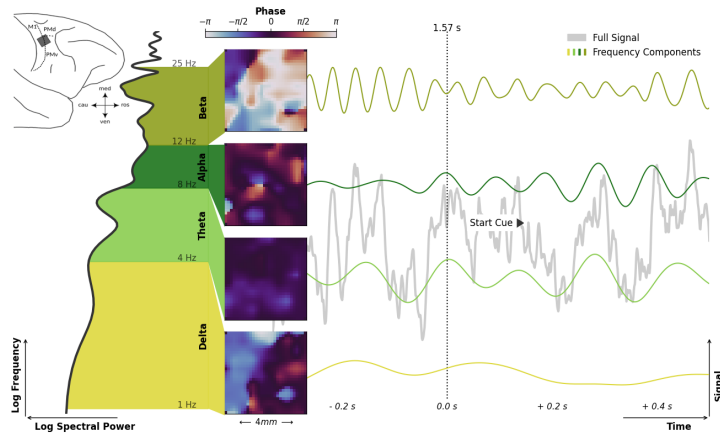 Phase
−π
−π/2
0
π/2
π
1.57 s
Full Signal
Frequency Components
M1
PMd
PMv
med
cau
ros
ven
25 Hz
Beta
12 Hz
Alpha
8 Hz
Theta
4 Hz
Delta
1 Hz
Start Cue
Log Frequency
Log Spectral Power
← 4mm →
- 0.2 s
0.0 s
+ 0.2 s
+ 0.4 s
Time
Signal